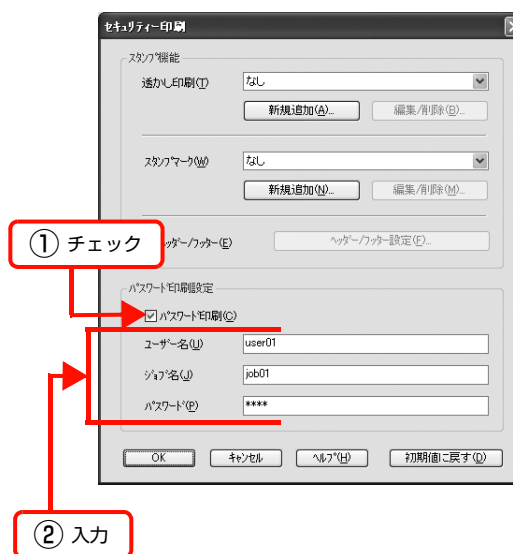 セキュリティー印刷
スタンプ機能
透かし印刷(T) なし
新規追加(A)... 編集/削除(B)...
スタンプマーク(W) なし
新規追加(N)... 編集/削除(M)...
ヘッダー/フッター(E) ヘッダー/フッター設定(F)...
① チェック
パスワード印刷設定
パスワード印刷(C)
ユーザー名(U) user01
ジョブ名(J) job01
パスワード(P) ****
OK キャンセル ヘルプ(H) 初期値に戻す(D)
② 入力